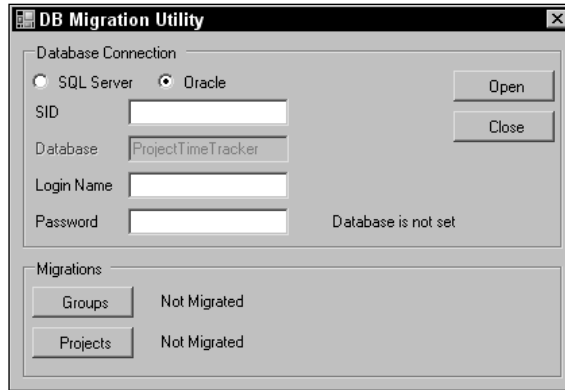 DB Migration Utility
Database Connection
SQL Server Oracle
SID
Open
Database ProjectTimeTracker
Close
Login Name
Password Database is not set
Migrations
Groups Not Migrated
Projects Not Migrated